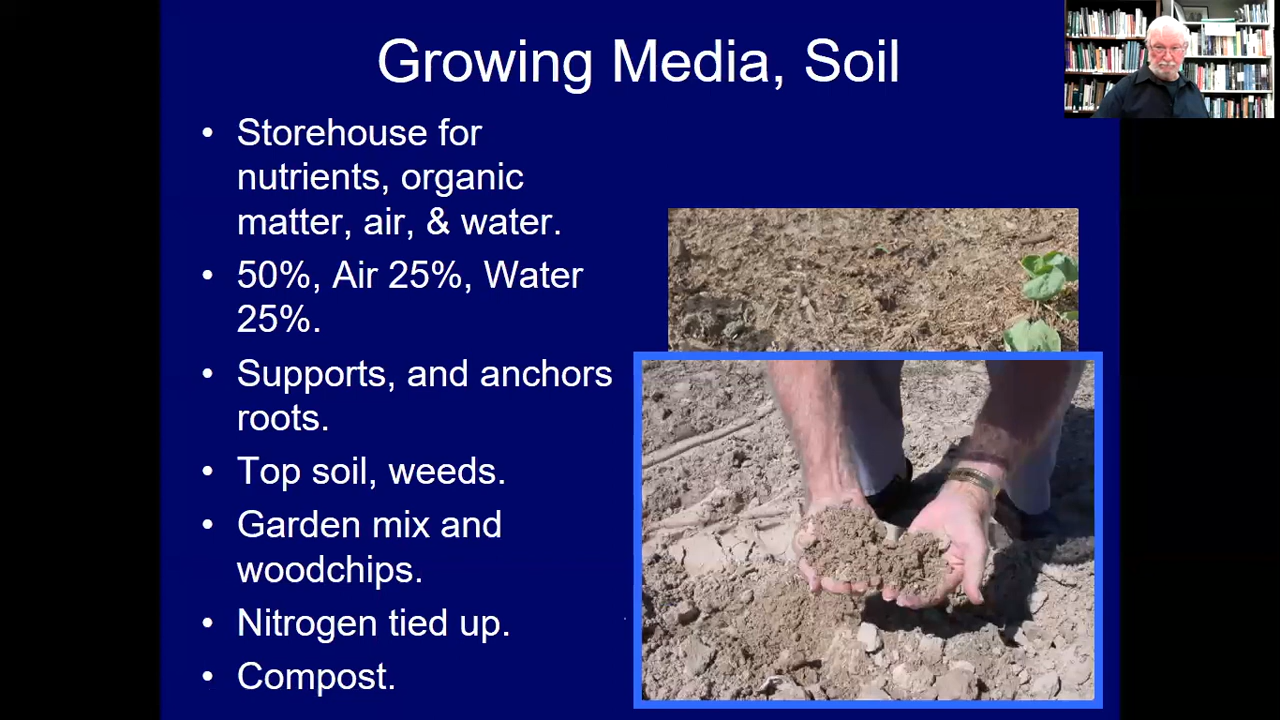 Growing Media, Soil
• Storehouse for
nutrients, organic
matter, air, & water.
• 50%, Air 25%, Water
25%.
• Supports, and anchors
roots.
• Top soil, weeds.
• Garden mix and
woodchips.
• Nitrogen tied up.
• Compost.